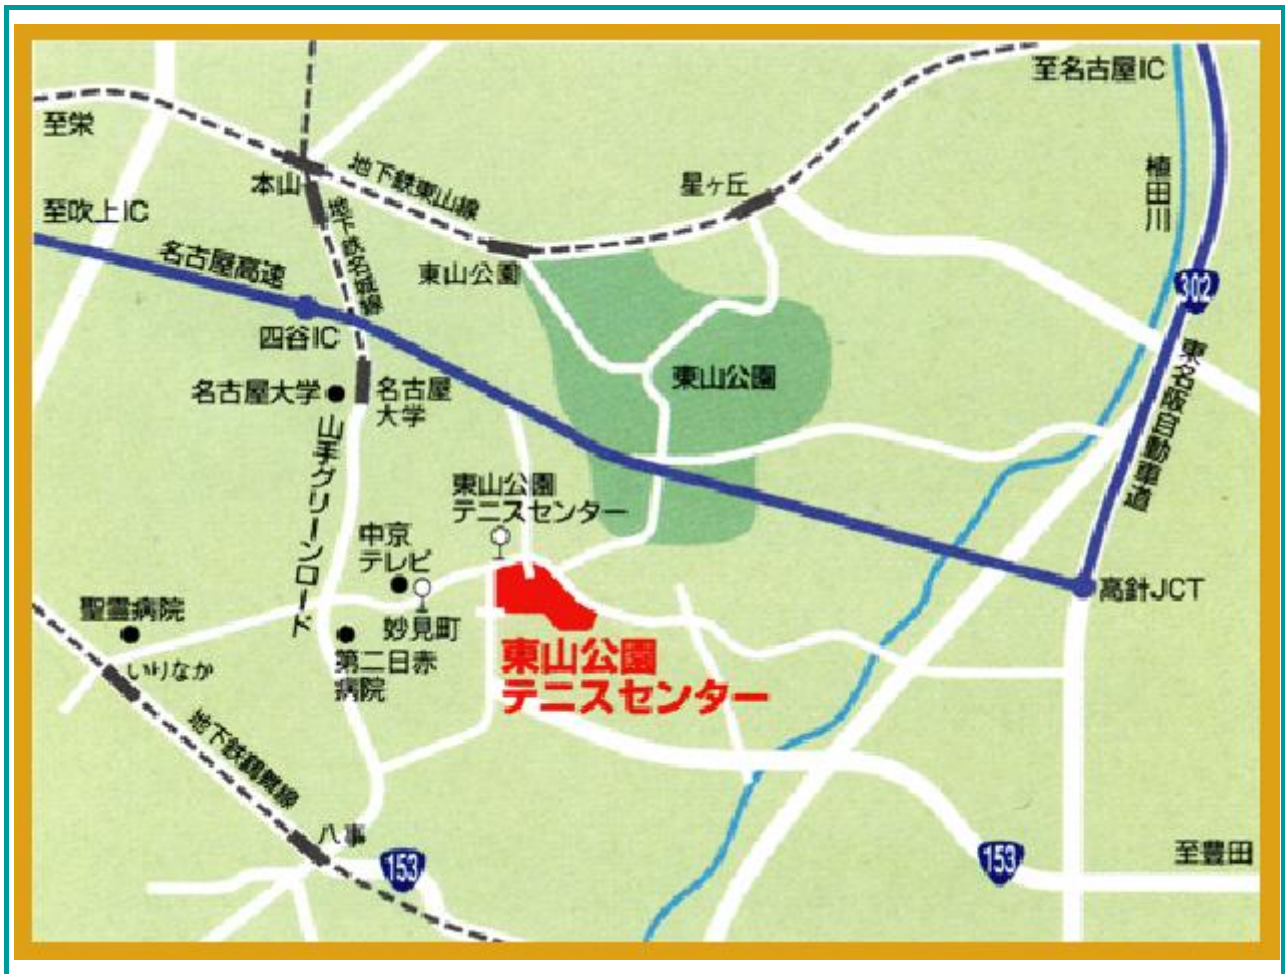 至名古屋IC
至栄
地下鉄東山線
本山
星ヶ丘
植田川
至吹上IC
地下鉄名城線
名古屋高速
東山公園
302
四谷IC
東名阪自動車道
東山公園
名古屋大学
名古屋
大学
山手グリーンロード
東山公園
テニスセンター
中京
テレビ
高針JCT
聖霊病院
妙見町
いりなか
第二日赤
病院
東山公園
テニスセンター
地下鉄鶴舞線
八事
153
153
至豊田